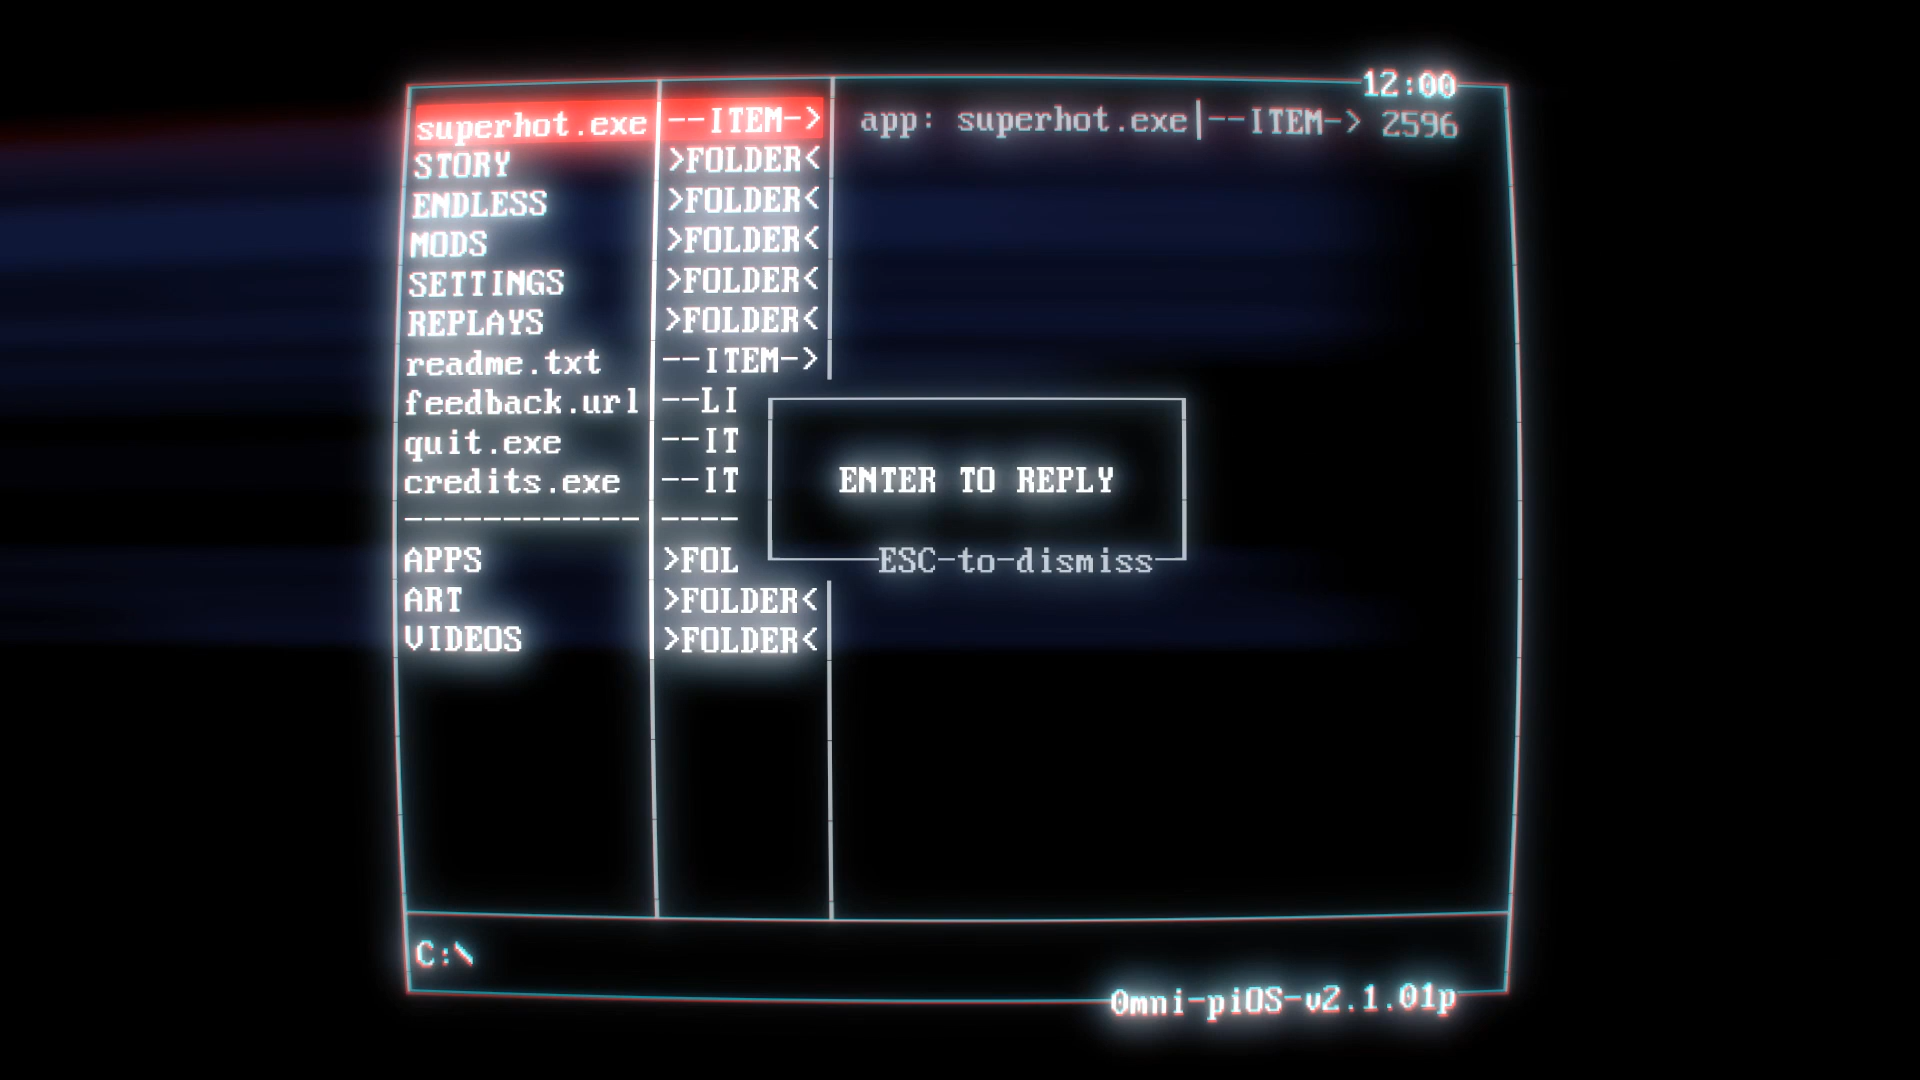 12:00
superhot.exe --ITEM-> app: superhot.exe|--ITEM-> 2596
STORY >FOLDER<
ENDLESS >FOLDER<
MODS >FOLDER<
SETTINGS >FOLDER<
REPLAYS >FOLDER<
readme.txt --ITEM->
feedback.url --LI
quit.exe --IT
credits.exe --IT
------------ ----
APPS >FOL
ART >FOLDER<
VIDEOS >FOLDER<
ENTER TO REPLY
ESC-to-dismiss
C:\
0mni-piOS-v2.1.01p